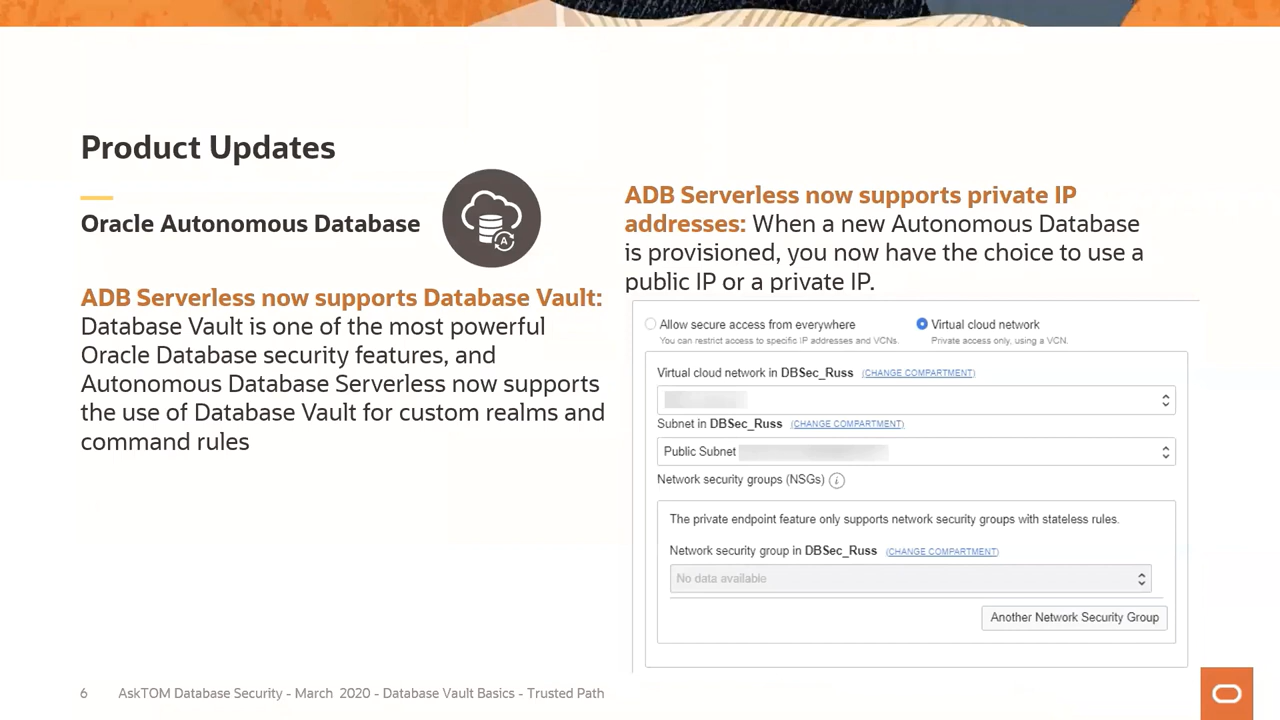 Product Updates
Oracle Autonomous Database
A
ADB Serverless now supports Database Vault:
Database Vault is one of the most powerful
Oracle Database security features, and
Autonomous Database Serverless now supports
the use of Database Vault for custom realms and
command rules
ADB Serverless now supports private IP
addresses: When a new Autonomous Database
is provisioned, you now have the choice to use a
public IP or a private IP.
Allow secure access from everywhere
You can restrict access to specific IP addresses and VCNs.
Virtual cloud network
Private access only, using a VCN.
Virtual cloud network in DBSec_Russ (CHANGE COMPARTMENT)
Subnet in DBSec_Russ (CHANGE COMPARTMENT)
Public Subnet
Network security groups (NSGs) i
The private endpoint feature only supports network security groups with stateless rules.
Network security group in DBSec_Russ (CHANGE COMPARTMENT)
No data available
Another Network Security Group
6 AskTOM Database Security - March 2020 - Database Vault Basics - Trusted Path